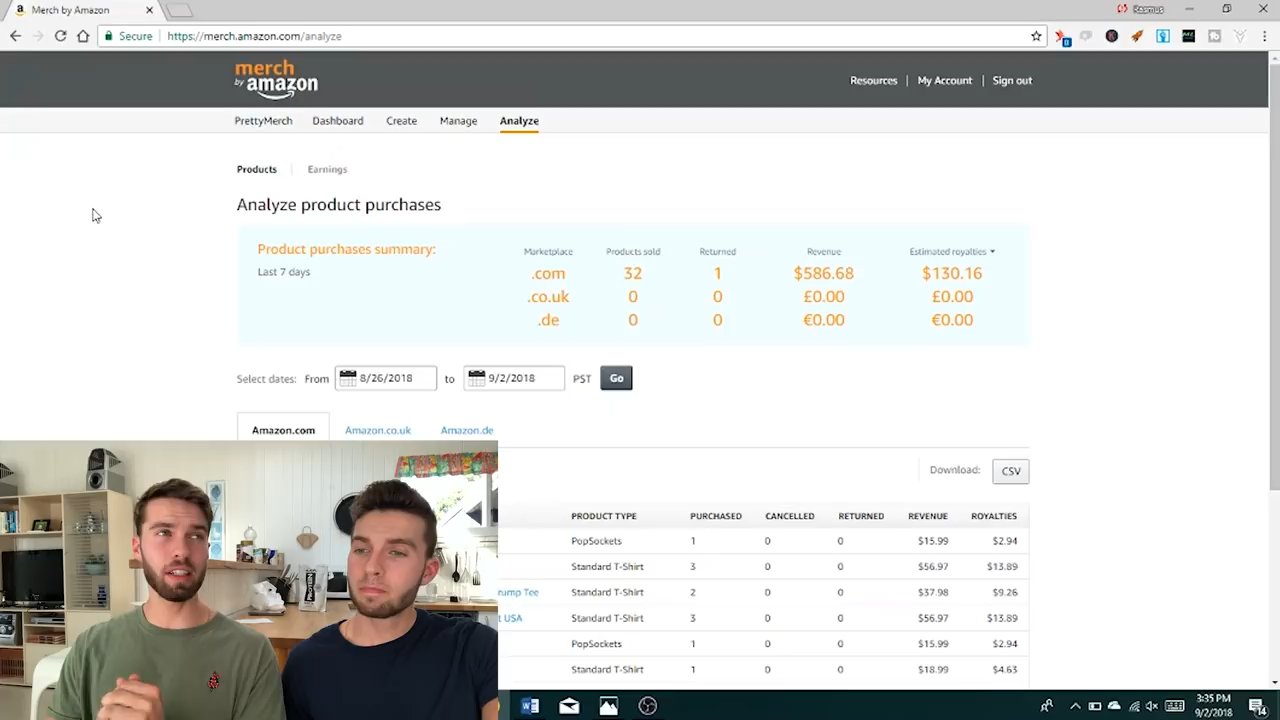 Merch by Amazon
Rasmus
Secure
https://merch.amazon.com/analyze
merch
by amazon
Resources | My Account | Sign out
PrettyMerch Dashboard Create Manage Analyze
Products Earnings
Analyze product purchases
Product purchases summary:
Last 7 days
Marketplace Products sold Returned Revenue Estimated royalties
.com 32 1 $586.68 $130.16
.co.uk 0 0 £0.00 £0.00
.de 0 0 €0.00 €0.00
Select dates: From 8/26/2018 to 9/2/2018 PST Go
Amazon.com Amazon.co.uk Amazon.de
Download: CSV
PRODUCT TYPE PURCHASED CANCELLED RETURNED REVENUE ROYALTIES
PopSockets 1 0 0 $15.99 $2.94
Standard T-Shirt 3 0 0 $56.97 $13.89
rump Tee Standard T-Shirt 2 0 0 $37.98 $9.26
t USA Standard T-Shirt 3 0 0 $56.97 $13.89
PopSockets 1 0 0 $15.99 $2.94
Standard T-Shirt 1 0 0 $18.99 $4.63
PROTEIN
3:35 PM
9/2/2018
14